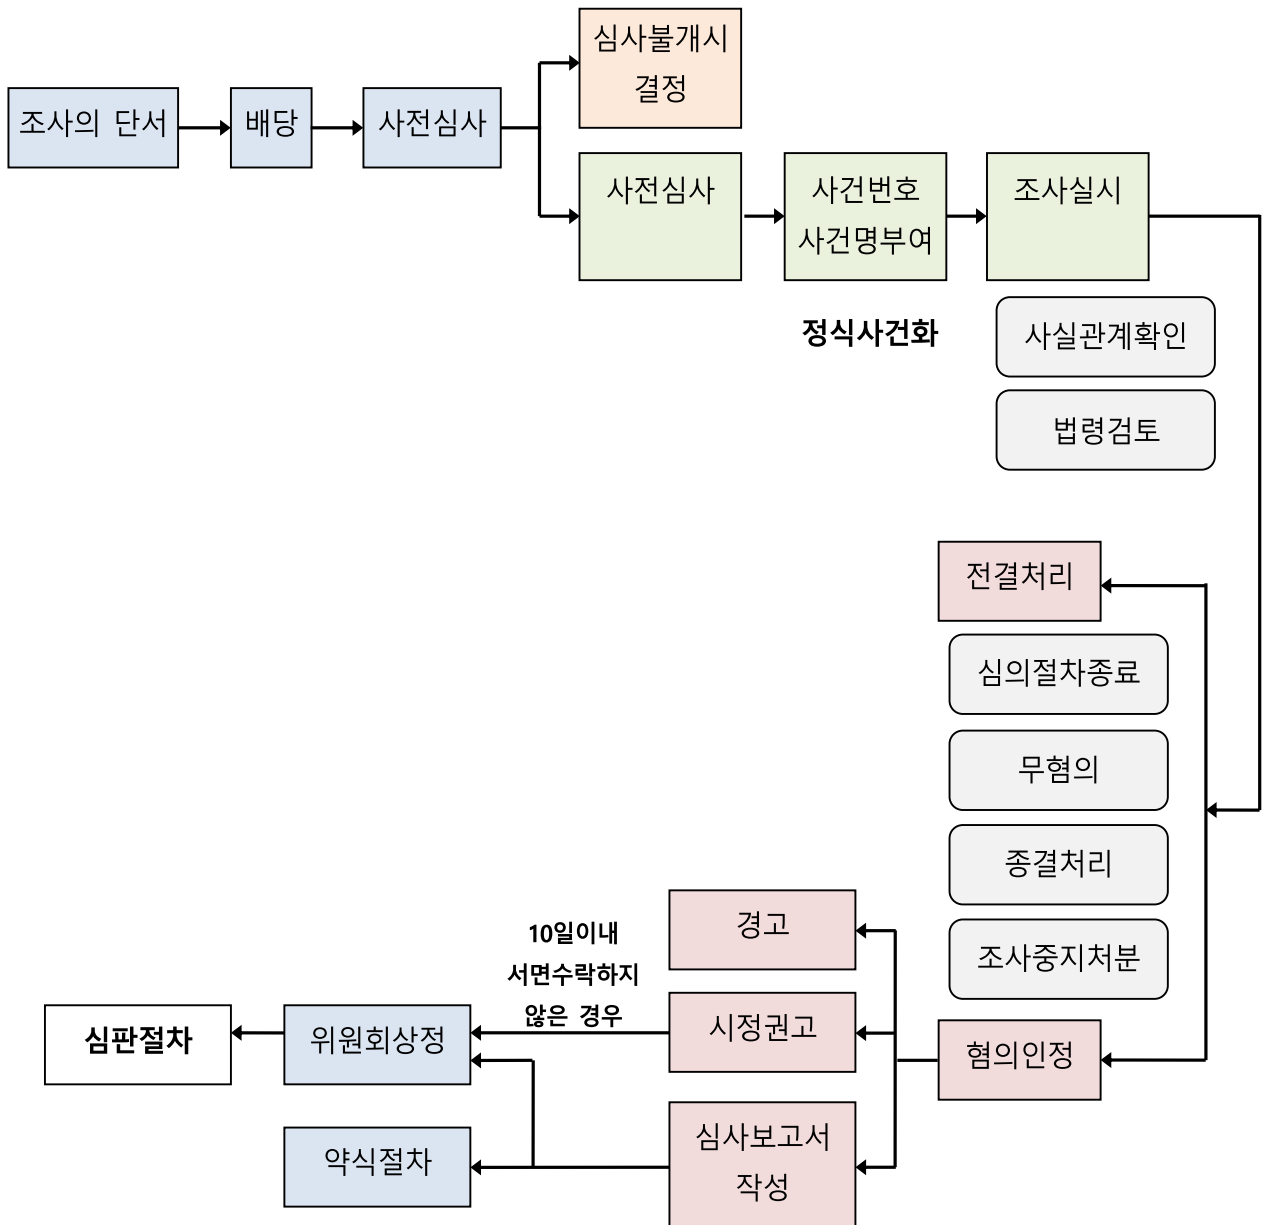 심사불개시
결정
조사의 단서
배당
사전심사
사전심사
사건번호
사건명부여
조사실시
정식사건화
사실관계확인
법령검토
전결처리
심의절차종료
무혐의
종결처리
조사중지처분
혐의인정
경고
시정권고
심사보고서
작성
10일이내
서면수락하지
않은 경우
위원회상정
심판절차
약식절차